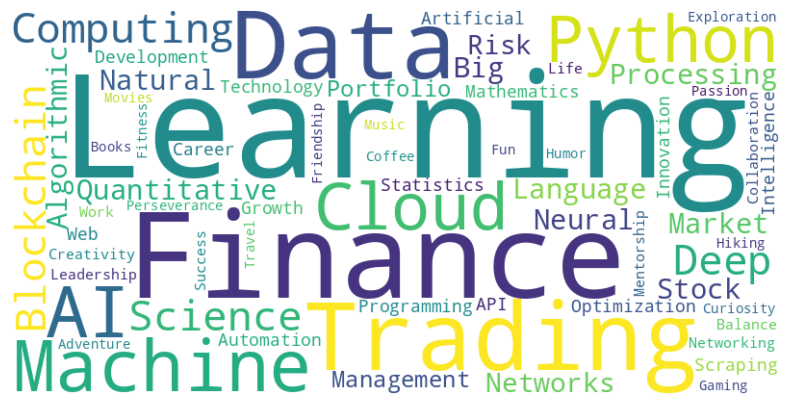 Computing
Data
Artificial
Python
Exploration
Development
Risk
Natural
Big
Life
Processing
Technology
Portfolio
Mathematics
Passion
Movies
Algorithmic
Learning
Blockchain
Fitness
Friendship
Music
Innovation
Collaboration
Intelligence
Books
Career
Coffee
Fun
Humor
Quantitative
Statistics
Language
Work
Perseverance
Growth
Cloud
Neural
Market
Web
Finance
Travel
Success
Mentorship
Hiking
Creativity
Deep
Leadership
Stock
AI
Science
Trading
Programming
API
Optimization
Curiosity
Balance
Adventure
Automation
Networking
Machine
Management
Networks
Scraping
Gaming